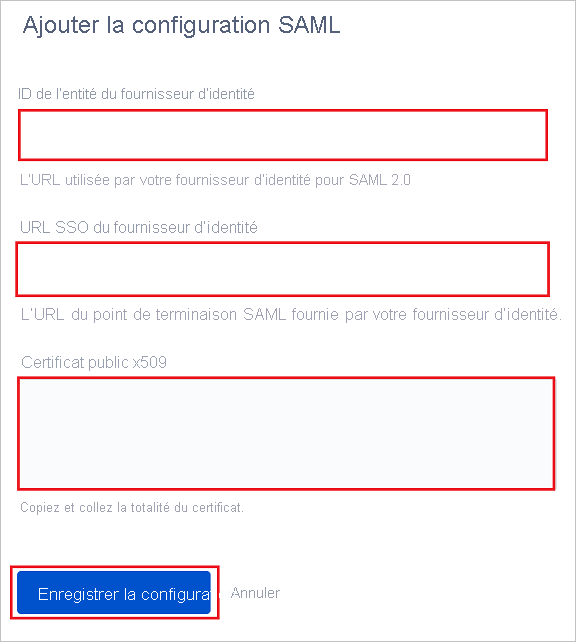 Ajouter la configuration SAML
ID de l'entité du fournisseur d'identité
L'URL utilisée par votre fournisseur d'identité pour SAML 2.0
URL SSO du fournisseur d'identité
L'URL du point de terminaison SAML fournie par votre fournisseur d'identité.
Certificat public x509
Copiez et collez la totalité du certificat.
Enregistrer la configura Annuler